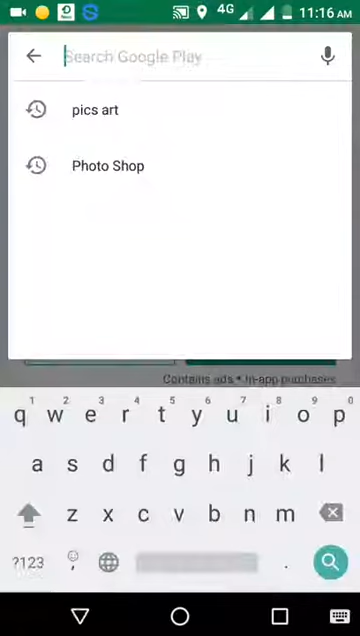 4G 11:16 AM
Search Google Play
pics art
Photo Shop
Contains ads • In-app purchases
1 2 3 4 5 6 7 8 9 0
q w e r t y u i o p
a s d f g h j k l
z x c v b n m
?123 , .